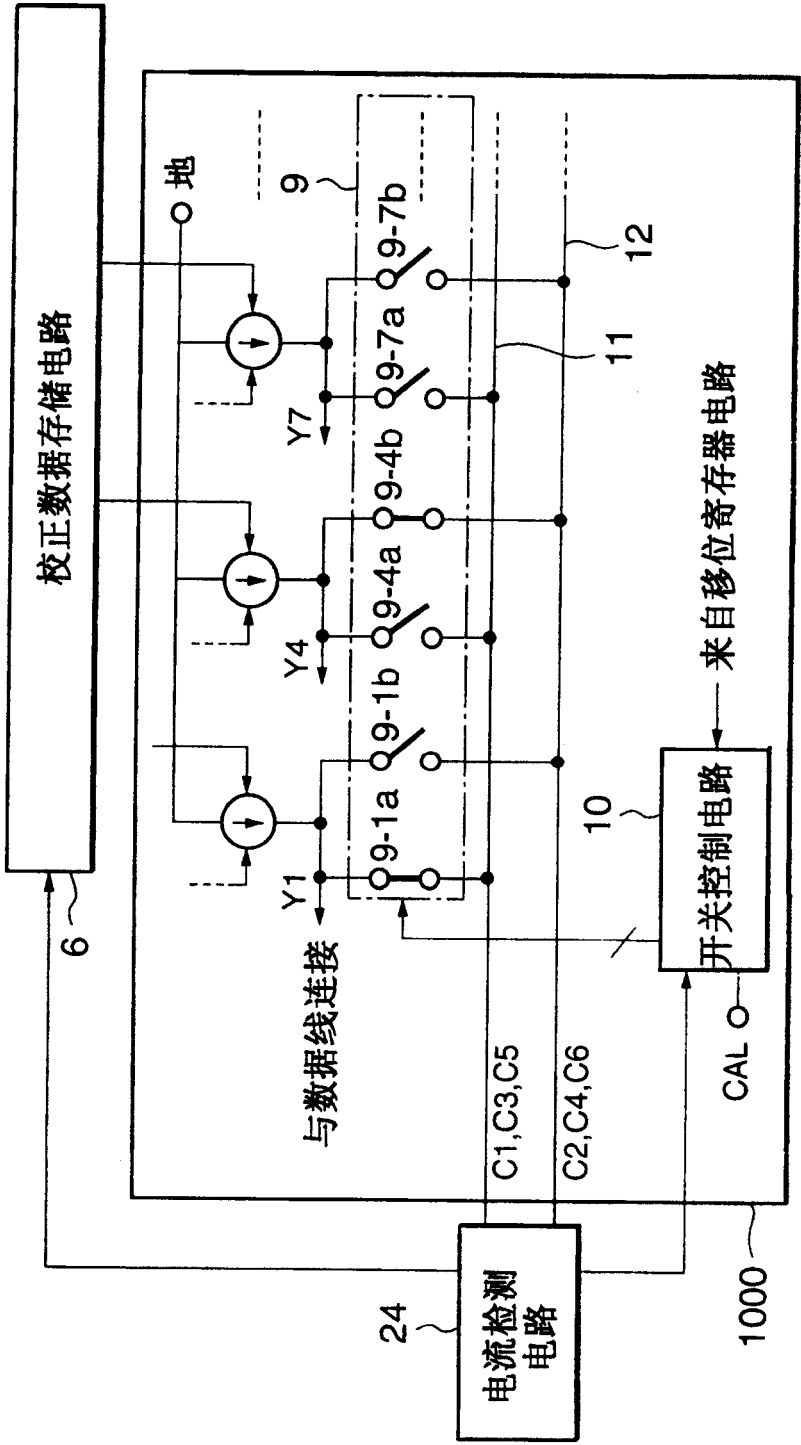 校正数据存储电路
6
地
9
Y1
Y4
Y7
9-1a
9-1b
9-4a
9-4b
9-7a
9-7b
与数据线连接
11
12
C1,C3,C5
C2,C4,C6
24
电流检测
电路
10
开关控制电路
来自移位寄存器电路
CAL
1000